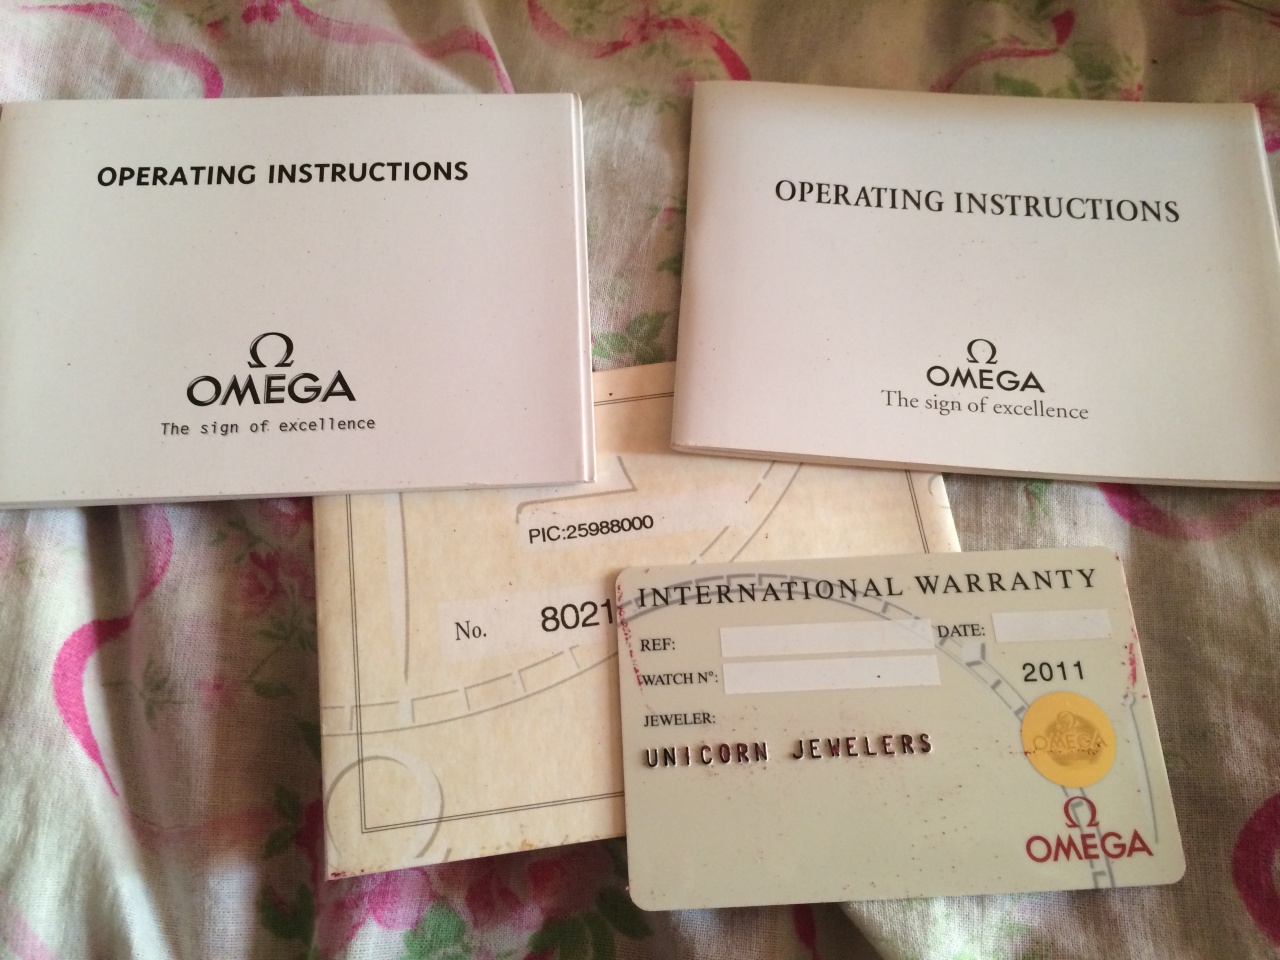 OPERATING INSTRUCTIONS
Ω
OMEGA
The sign of excellence
OPERATING INSTRUCTIONS
Ω
OMEGA
The sign of excellence
PIC:25988000
No. 8021
INTERNATIONAL WARRANTY
REF:
DATE:
WATCH Nº:
2011
JEWELER:
UNICORN JEWELERS
OMEGA
Ω
OMEGA